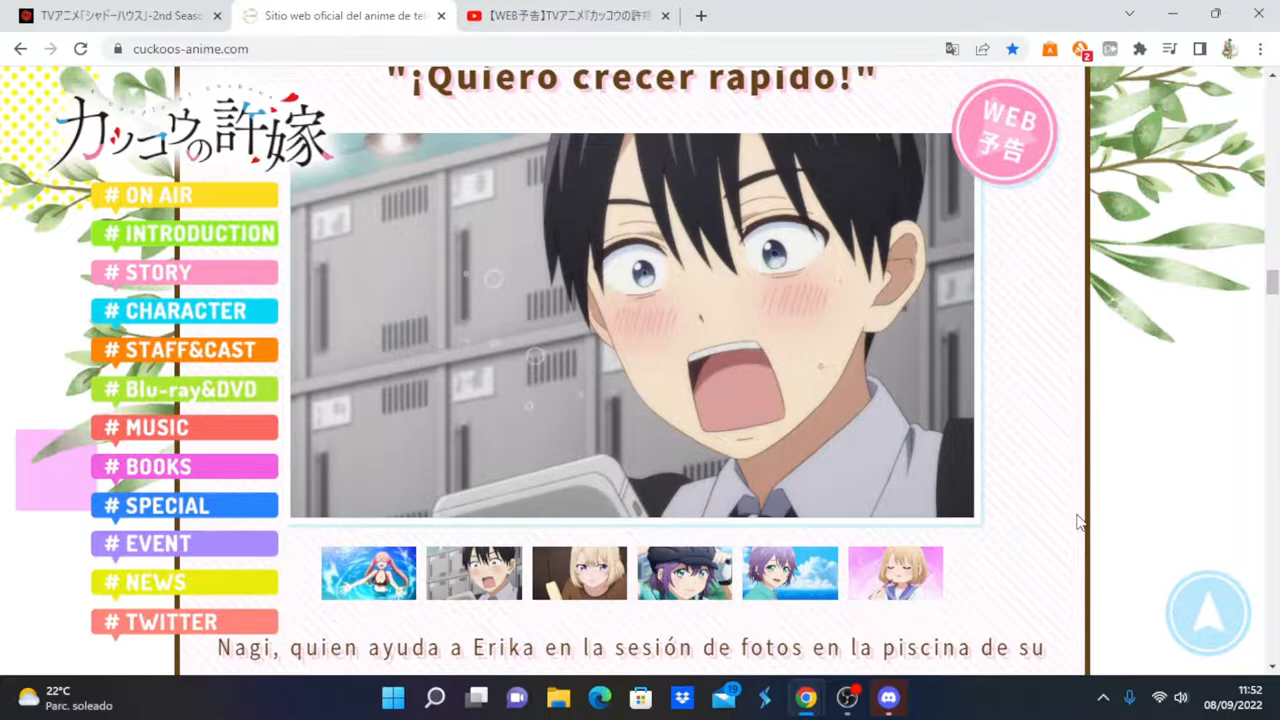 TVアニメ「シャドーハウス」-2nd Seaso
Sitio web oficial del anime de tel
【WEB予告】TVアニメ『カッコウの許嫁
cuckoos-anime.com
2
"¡Quiero crecer rápido!"
WEB
予告
カッコウの許嫁
# ON AIR
# INTRODUCTION
# STORY
# CHARACTER
# STAFF&CAST
# Blu-ray&DVD
# MUSIC
# BOOKS
# SPECIAL
# EVENT
# NEWS
# TWITTER
Nagi, quien ayuda a Erika en la sesión de fotos en la piscina de su
22°C
Parc. soleado
19
11:52
08/09/2022